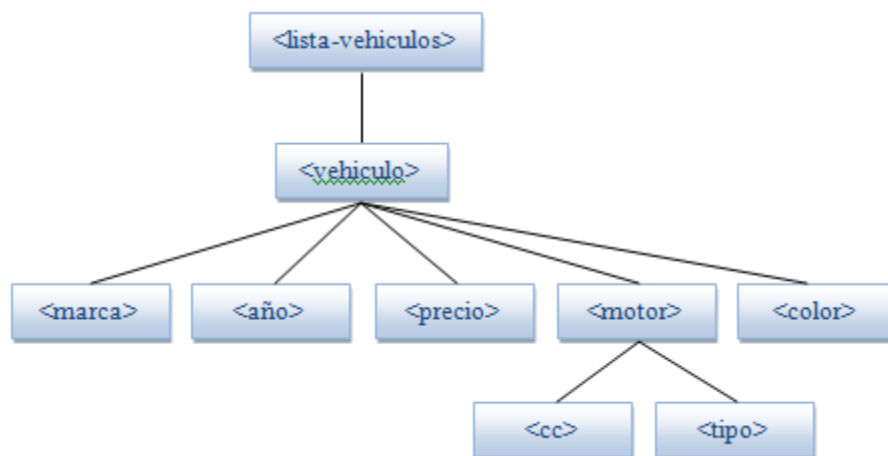 <lista-vehiculos>
<vehiculo>
<marca>
<año>
<precio>
<motor>
<color>
<cc>
<tipo>